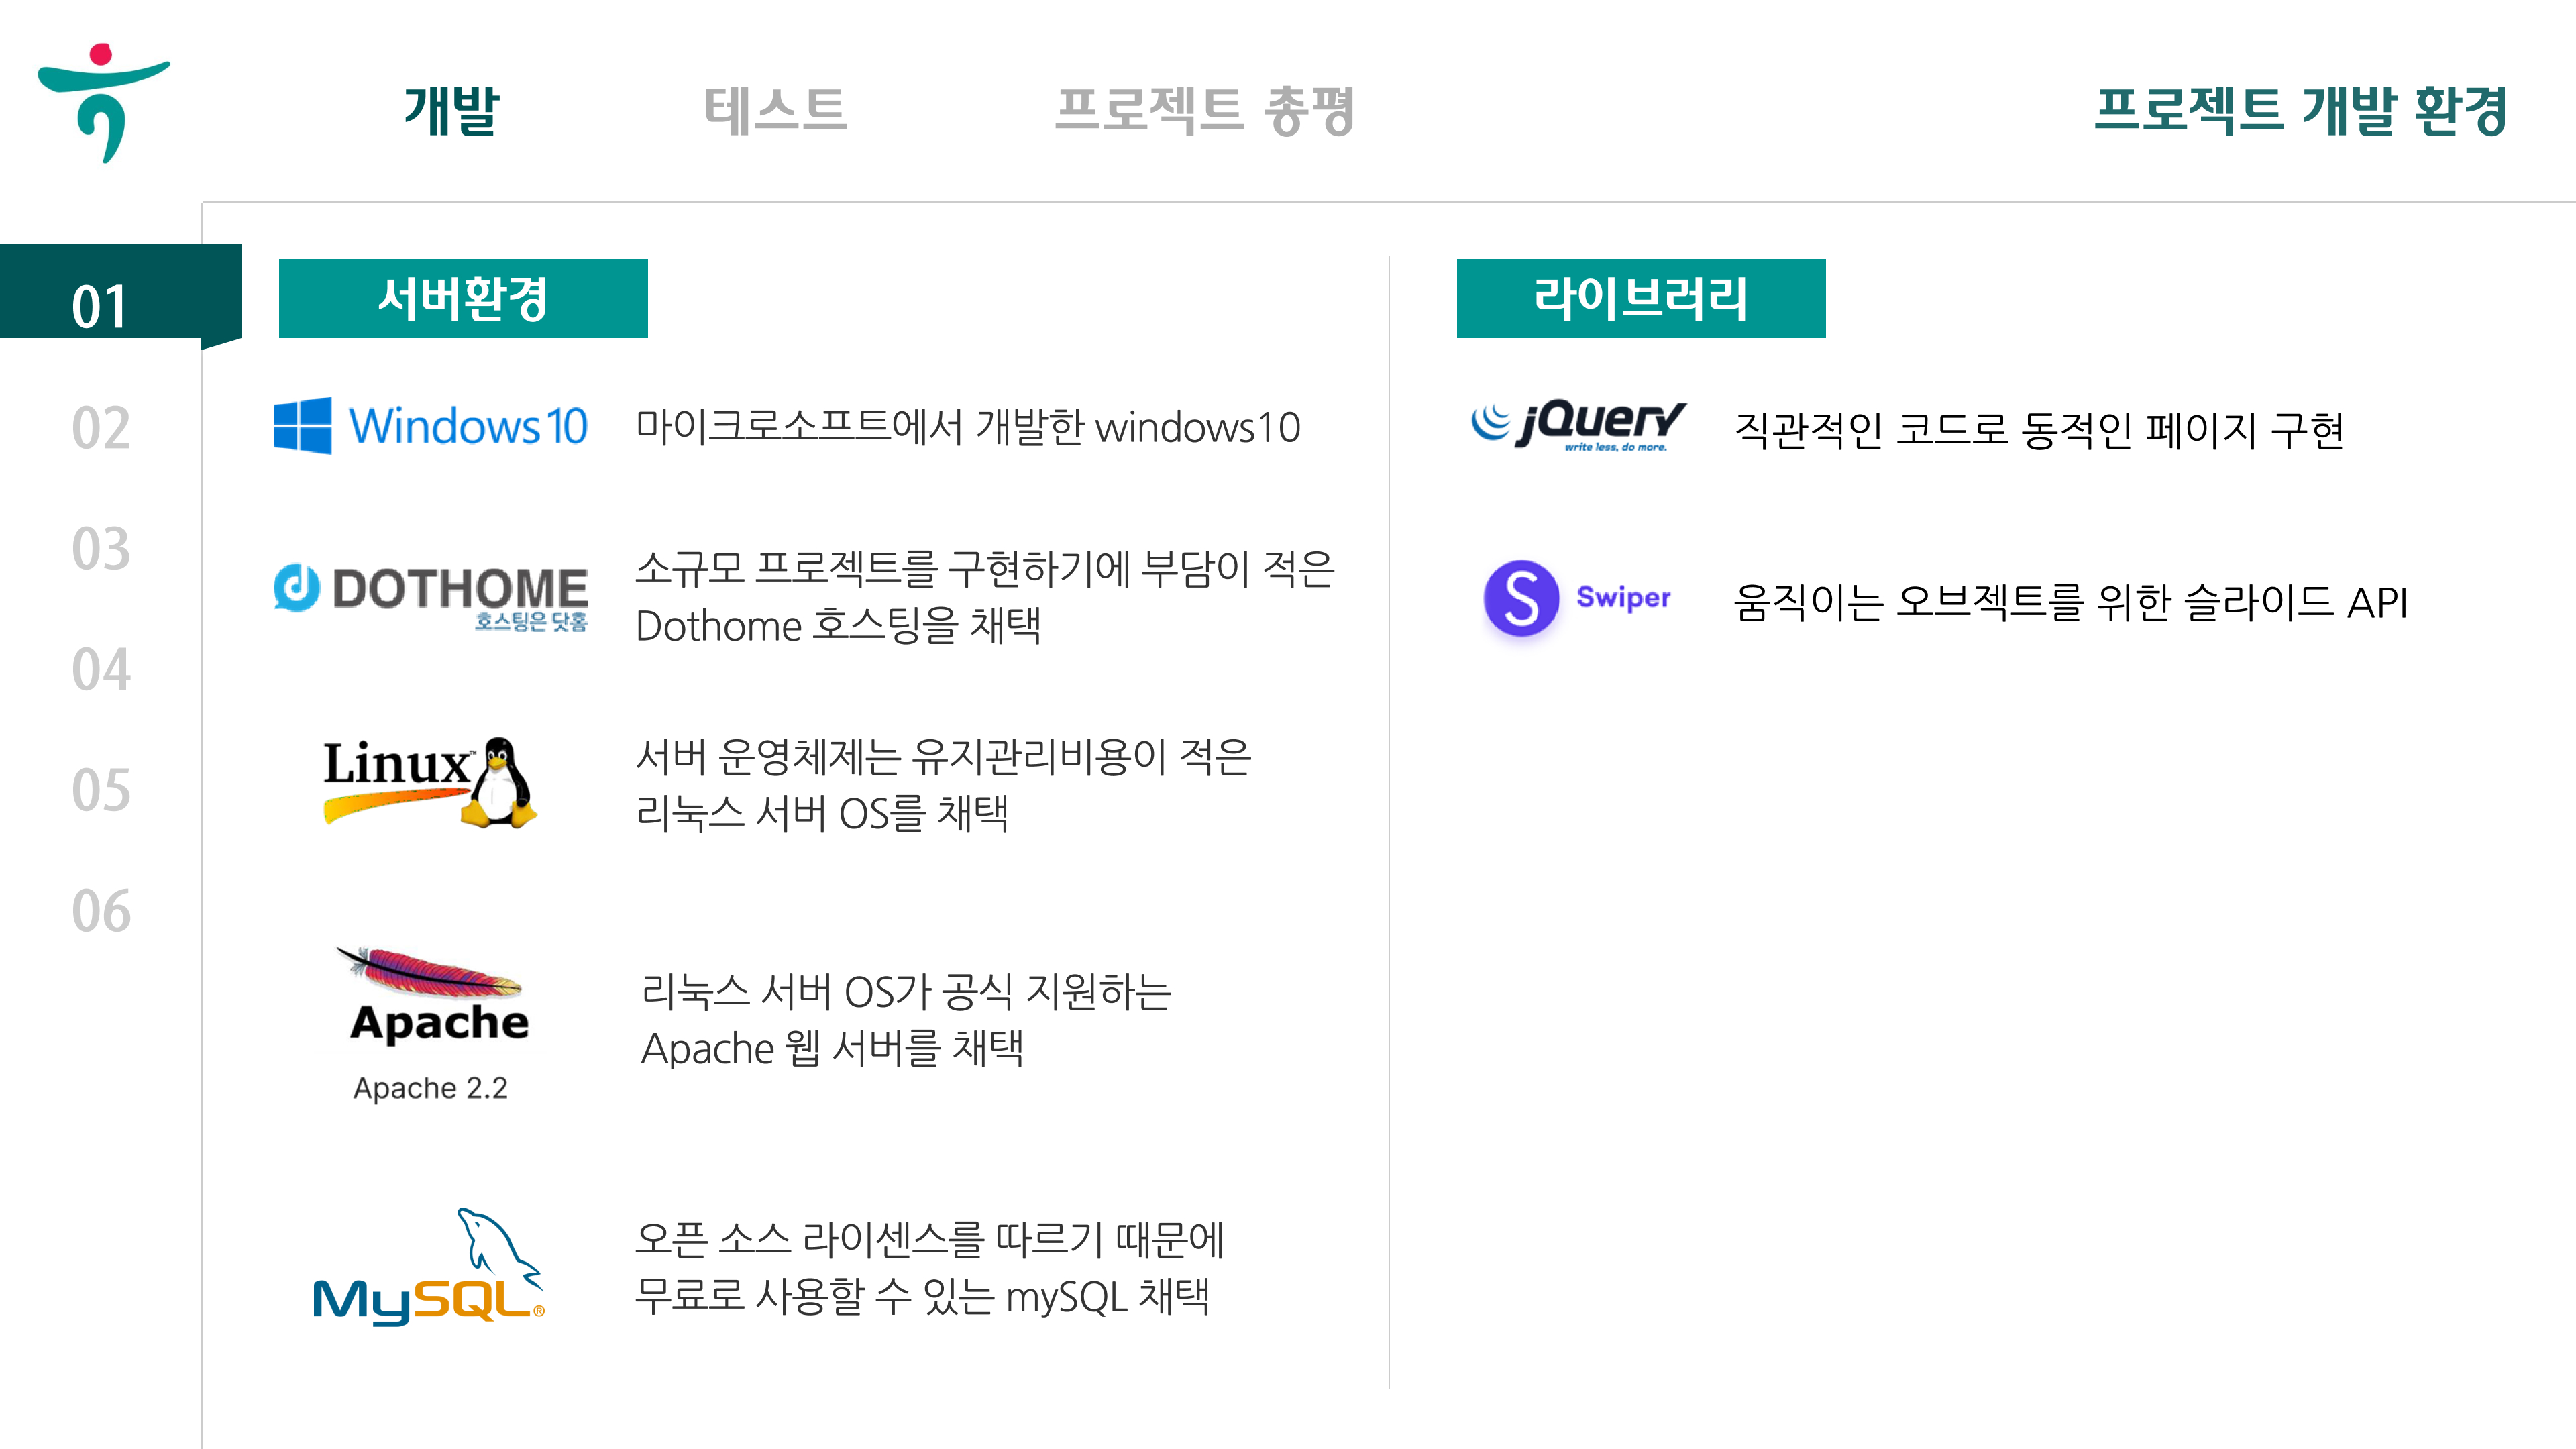 개발
테스트
프로젝트 총평
프로젝트 개발 환경
01
02
03
04
05
06
서버환경
Windows 10
마이크로소프트에서 개발한 windows10
DOTHOME
호스팅은 닷홈
소규모 프로젝트를 구현하기에 부담이 적은
Dothome 호스팅을 채택
Linux™
서버 운영체제는 유지관리비용이 적은
리눅스 서버 OS를 채택
Apache
Apache 2.2
리눅스 서버 OS가 공식 지원하는
Apache 웹 서버를 채택
MySQL®
오픈 소스 라이센스를 따르기 때문에
무료로 사용할 수 있는 mySQL 채택
라이브러리
jQuery
write less, do more.
직관적인 코드로 동적인 페이지 구현
S Swiper
움직이는 오브젝트를 위한 슬라이드 API